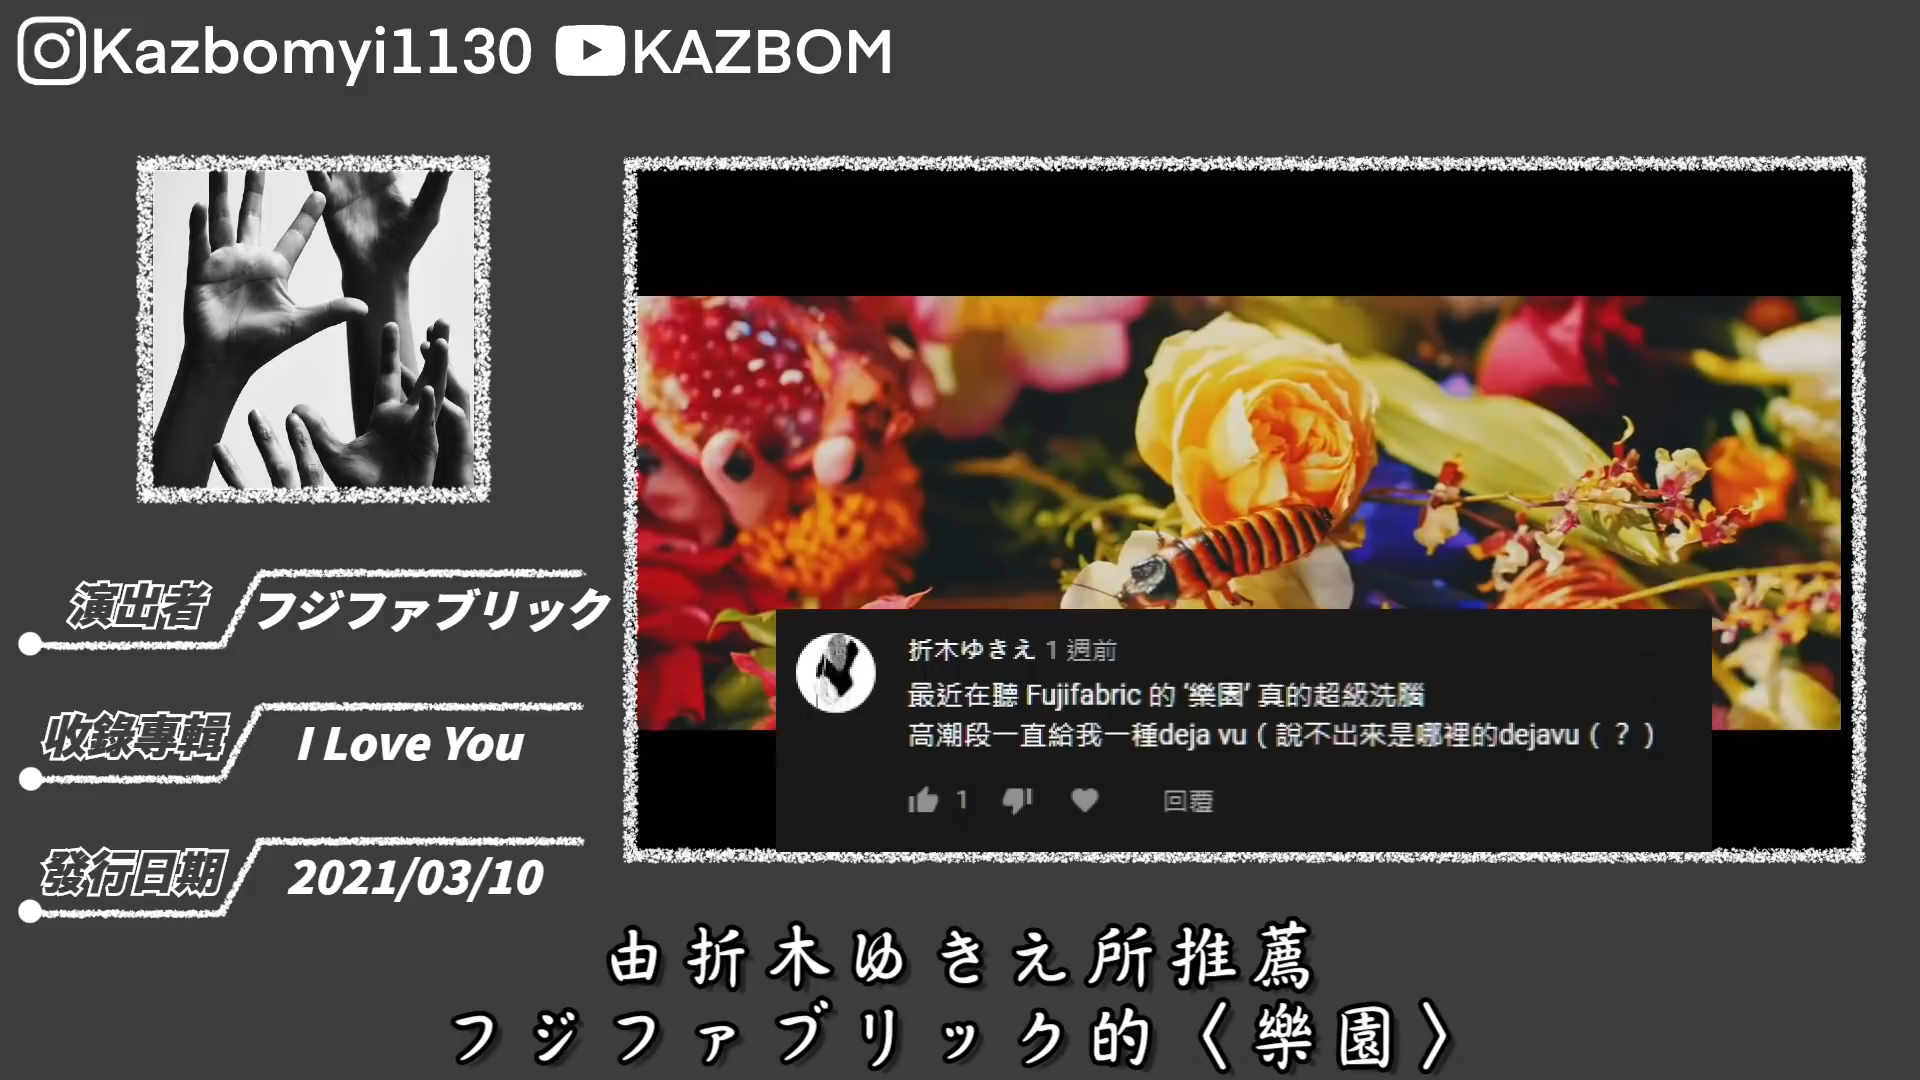 Kazbomyi1130 KAZBOM
演出者 フジファブリック
收錄專輯 I Love You
發行日期 2021/03/10
折木ゆきえ 1 週前
最近在聽 Fujifabric 的 '樂園' 真的超級洗腦
高潮段一直給我一種deja vu ( 說不出來是哪裡的dejavu ( ? )
1 回覆
由折木ゆきえ所推薦
フジファブリック的〈樂園〉